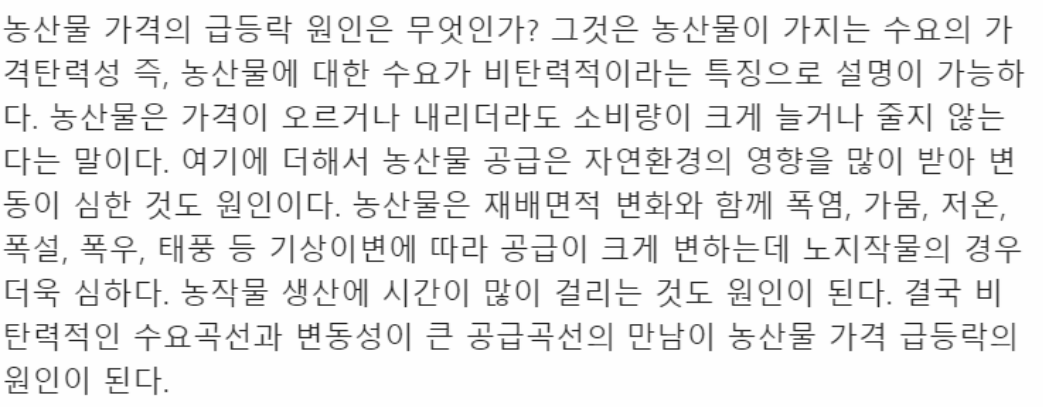 농산물 가격의 급등락 원인은 무엇인가? 그것은 농산물이 가지는 수요의 가
격탄력성 즉, 농산물에 대한 수요가 비탄력적이라는 특징으로 설명이 가능하
다. 농산물은 가격이 오르거나 내리더라도 소비량이 크게 늘거나 줄지 않는
다는 말이다. 여기에 더해서 농산물 공급은 자연환경의 영향을 많이 받아 변
동이 심한 것도 원인이다. 농산물은 재배면적 변화와 함께 폭염, 가뭄, 저온,
폭설, 폭우, 태풍 등 기상이변에 따라 공급이 크게 변하는데 노지작물의 경우
더욱 심하다. 농작물 생산에 시간이 많이 걸리는 것도 원인이 된다. 결국 비
탄력적인 수요곡선과 변동성이 큰 공급곡선의 만남이 농산물 가격 급등락의
원인이 된다.